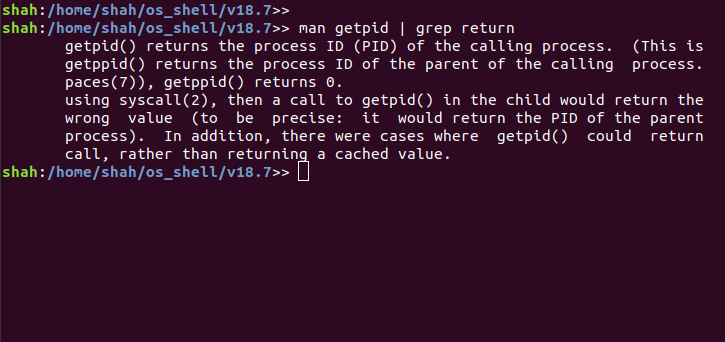 shah:/home/shah/os_shell/v18.7>>
shah:/home/shah/os_shell/v18.7>> man getpid | grep return
getpid() returns the process ID (PID) of the calling process.  (This is
getppid() returns the process ID of the parent of the calling  process.
paces(7)), getppid() returns 0.
using syscall(2), then a call to getpid() in the child would return the
wrong  value  (to  be  precise:  it  would return the PID of the parent
process).  In addition, there were cases where  getpid()  could  return
call, rather than returning a cached value.
shah:/home/shah/os_shell/v18.7>>